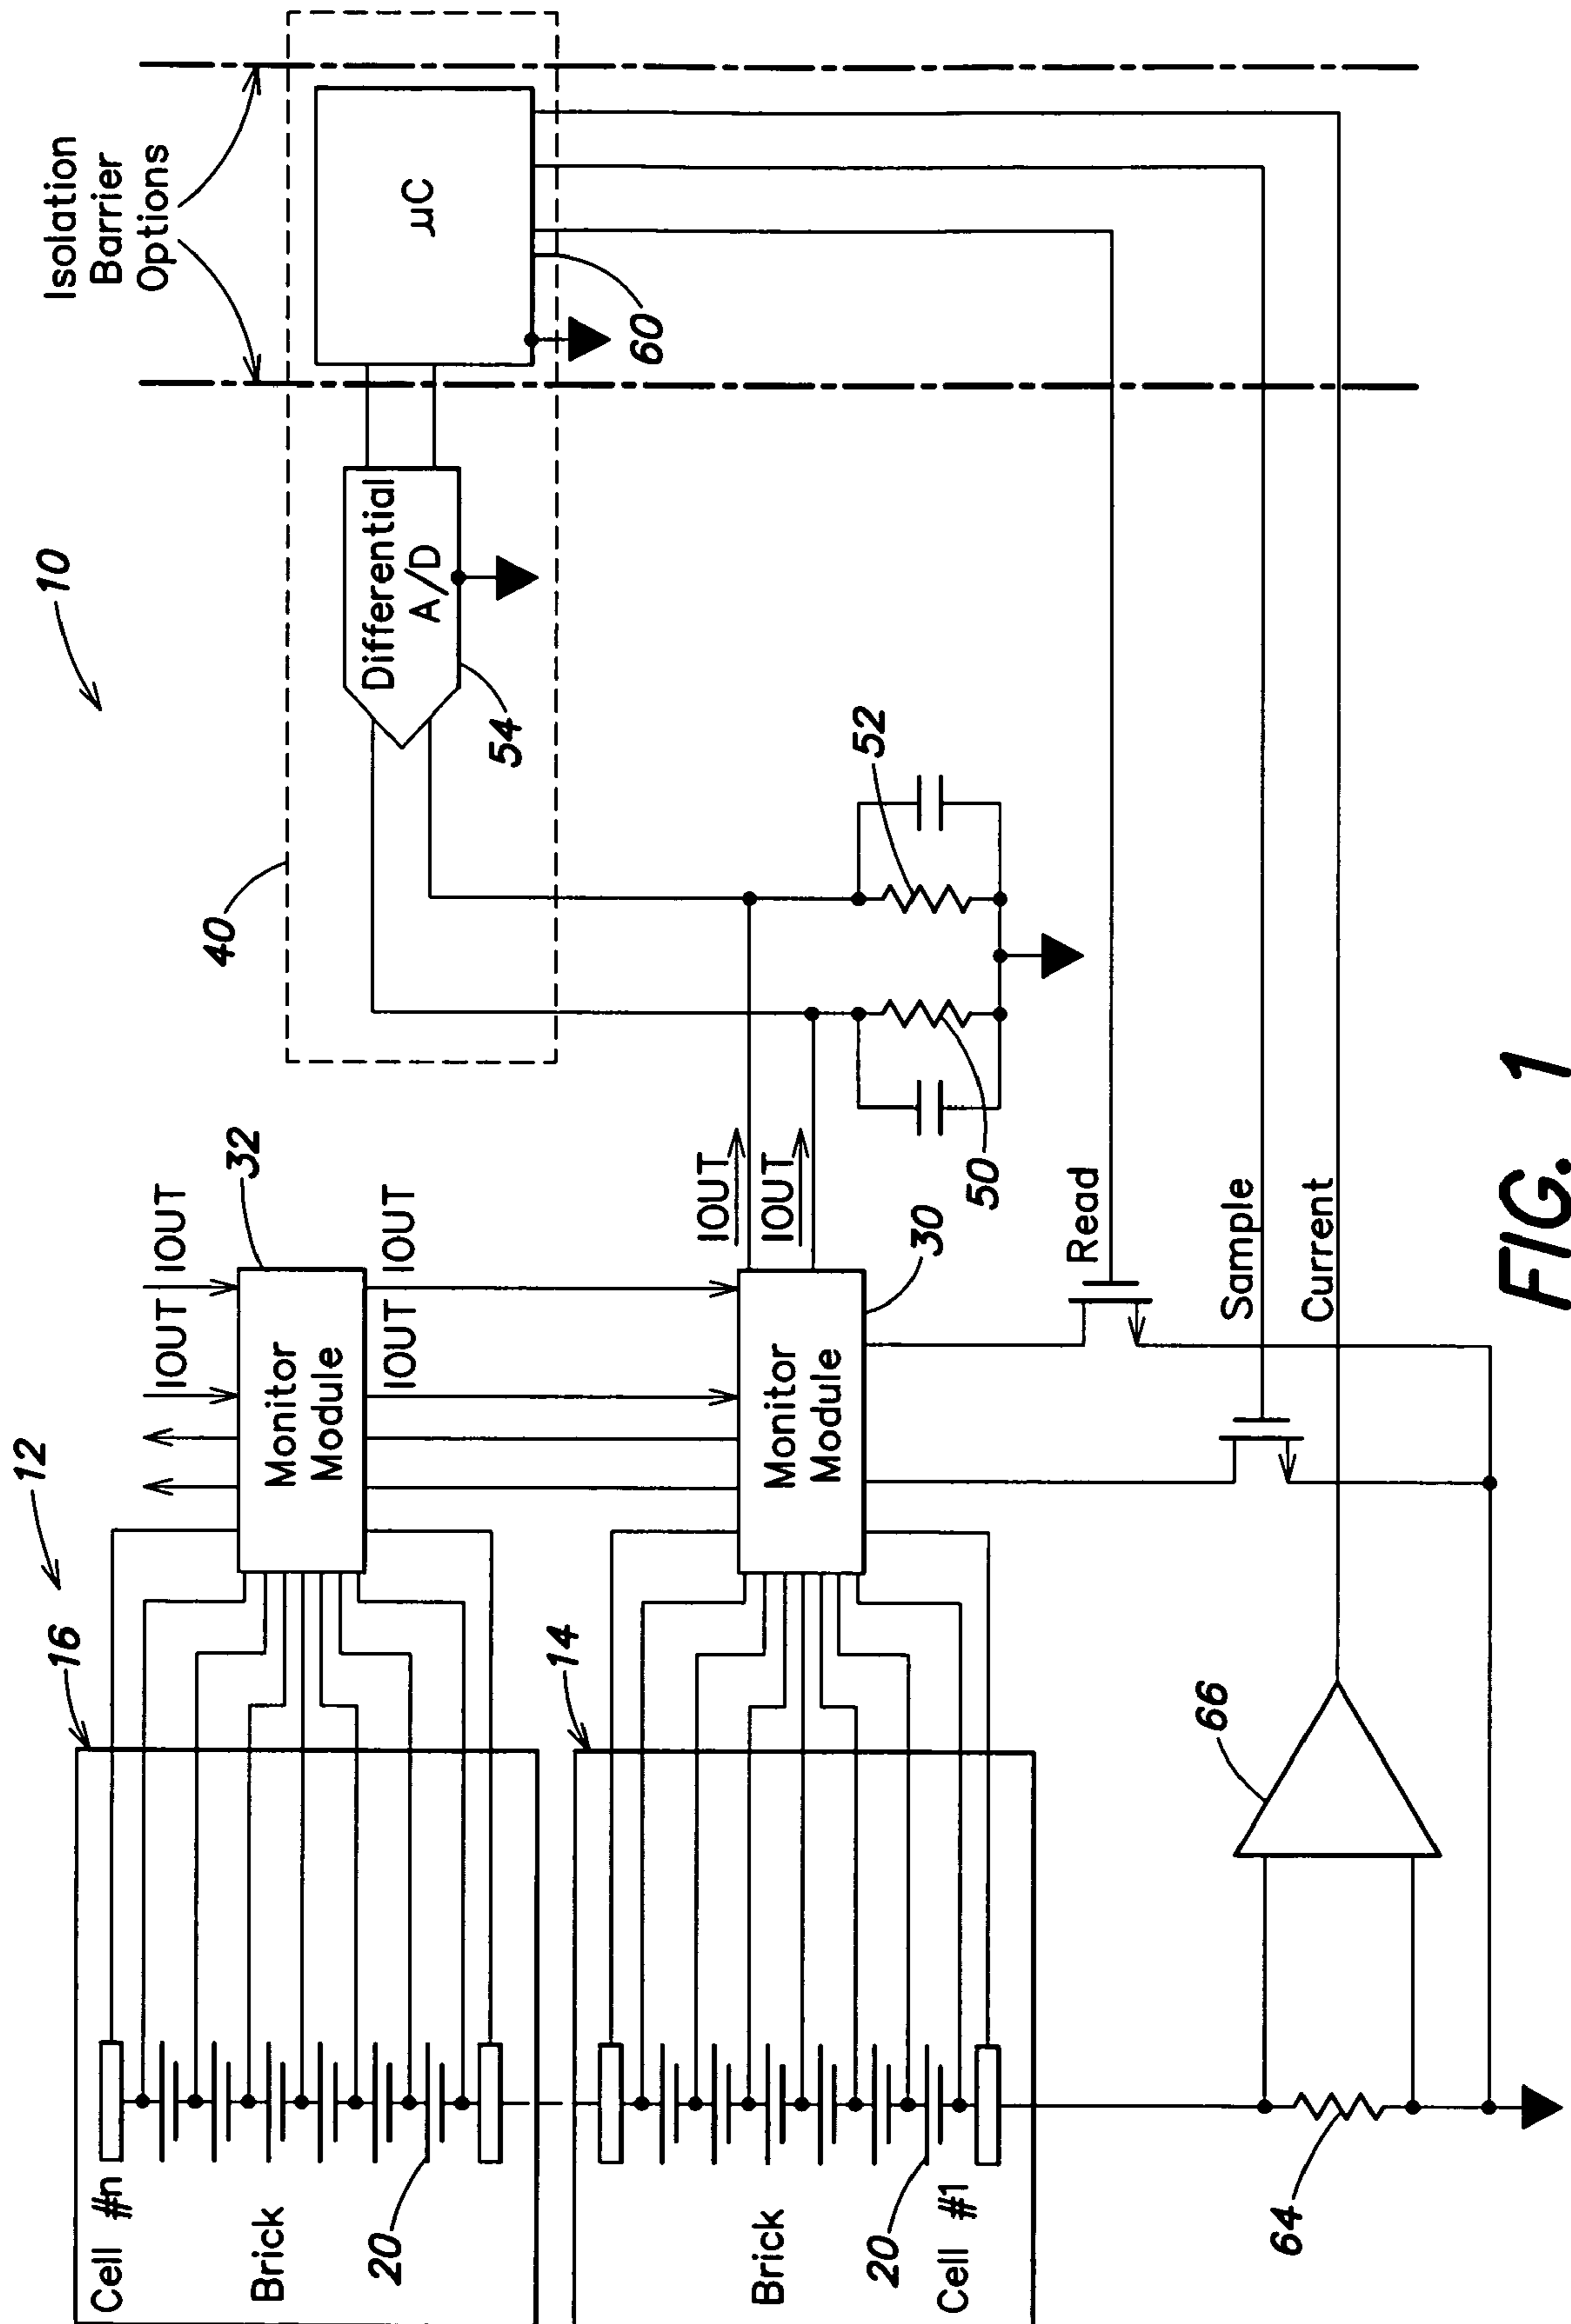 10
12
Isolation
Barrier
Options
16
Cell #n
Brick
20
Monitor
Module
32
IOUT
IOUT
IOUT
IOUT
40
Differential
A/D
54
µC
60
14
Brick
20
Cell #1
Monitor
Module
30
IOUT
IOUT
50
52
Read
Sample
Current
66
64
FIG. 1